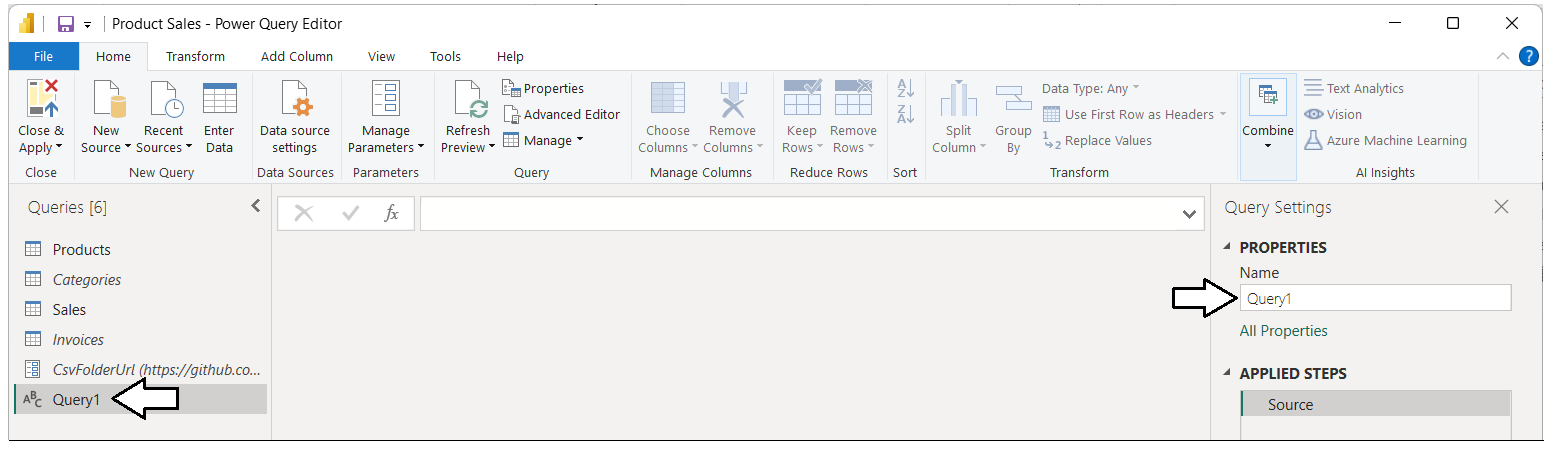 Product Sales - Power Query Editor
File Home Transform Add Column View Tools Help
?
Close & Apply
New Source
Recent Sources
Enter Data
Data source settings
Manage Parameters
Refresh Preview
Properties
Advanced Editor
Manage
Choose Columns
Remove Columns
Keep Rows
Remove Rows
A
Z
Z
A
Split Column
Group By
Data Type: Any
Use First Row as Headers
1
2
Replace Values
Combine
Text Analytics
Vision
Azure Machine Learning
Close New Query Data Sources Parameters Query Manage Columns Reduce Rows Sort Transform AI Insights
Queries [6]
fx
Query Settings
Products
Categories
Sales
Invoices
CsvFolderUrl (https://github.co...
ABC Query1
PROPERTIES
Name
Query1
All Properties
APPLIED STEPS
Source